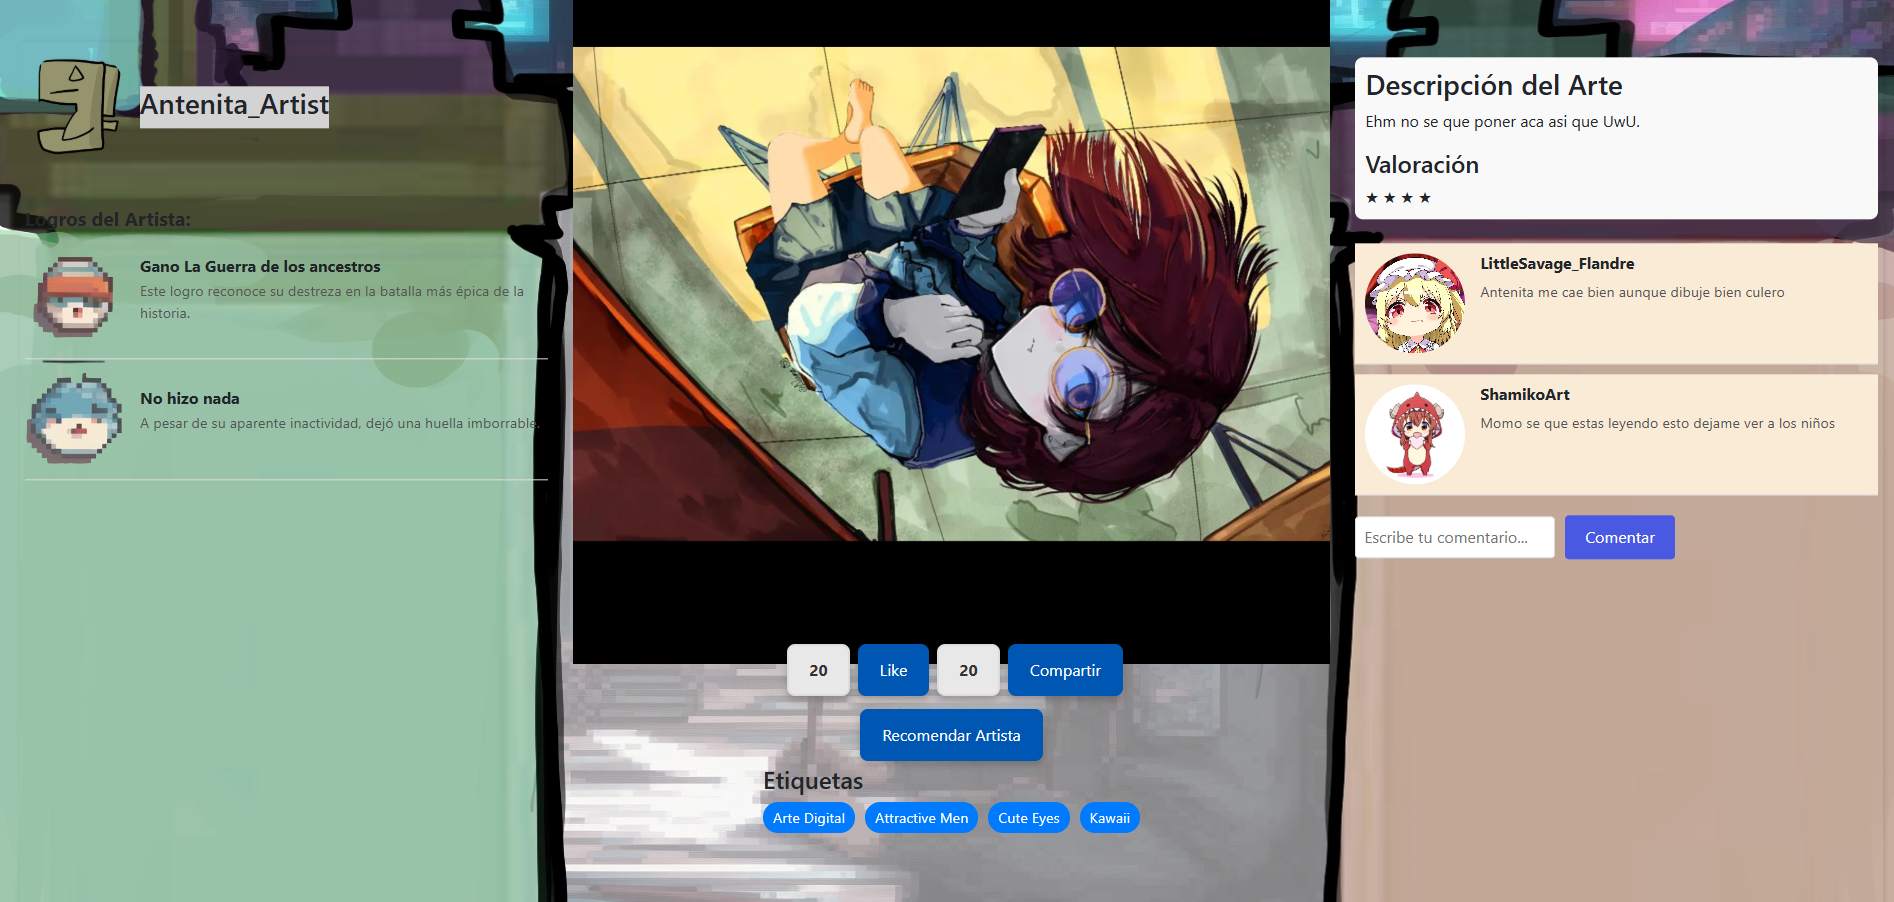 Antenita_Artist
Logros del Artista:
Gano La Guerra de los ancestros
Este logro reconoce su destreza en la batalla más épica de la
historia.
No hizo nada
A pesar de su aparente inactividad, dejó una huella imborrable.
20
Like
20
Compartir
Recomendar Artista
Etiquetas
Arte Digital
Attractive Men
Cute Eyes
Kawaii
Descripción del Arte
Ehm no se que poner aca asi que UwU.
Valoración
★ ★ ★ ★
LittleSavage_Flandre
Antenita me cae bien aunque dibuje bien culero
ShamikoArt
Momo se que estas leyendo esto dejame ver a los niños
Escribe tu comentario...
Comentar